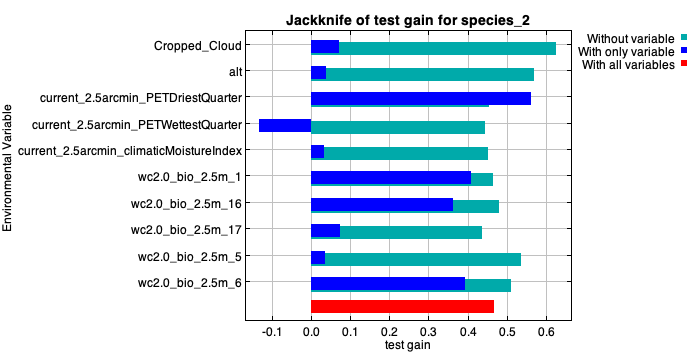 Jackknife of test gain for species_2
Without variable
With only variable
With all variables
Environmental Variable
Cropped_Cloud
alt
current_2.5arcmin_PETDriestQuarter
current_2.5arcmin_PETWettestQuarter
current_2.5arcmin_climaticMoistureIndex
wc2.0_bio_2.5m_1
wc2.0_bio_2.5m_16
wc2.0_bio_2.5m_17
wc2.0_bio_2.5m_5
wc2.0_bio_2.5m_6
-0.1 0.0 0.1 0.2 0.3 0.4 0.5 0.6
test gain